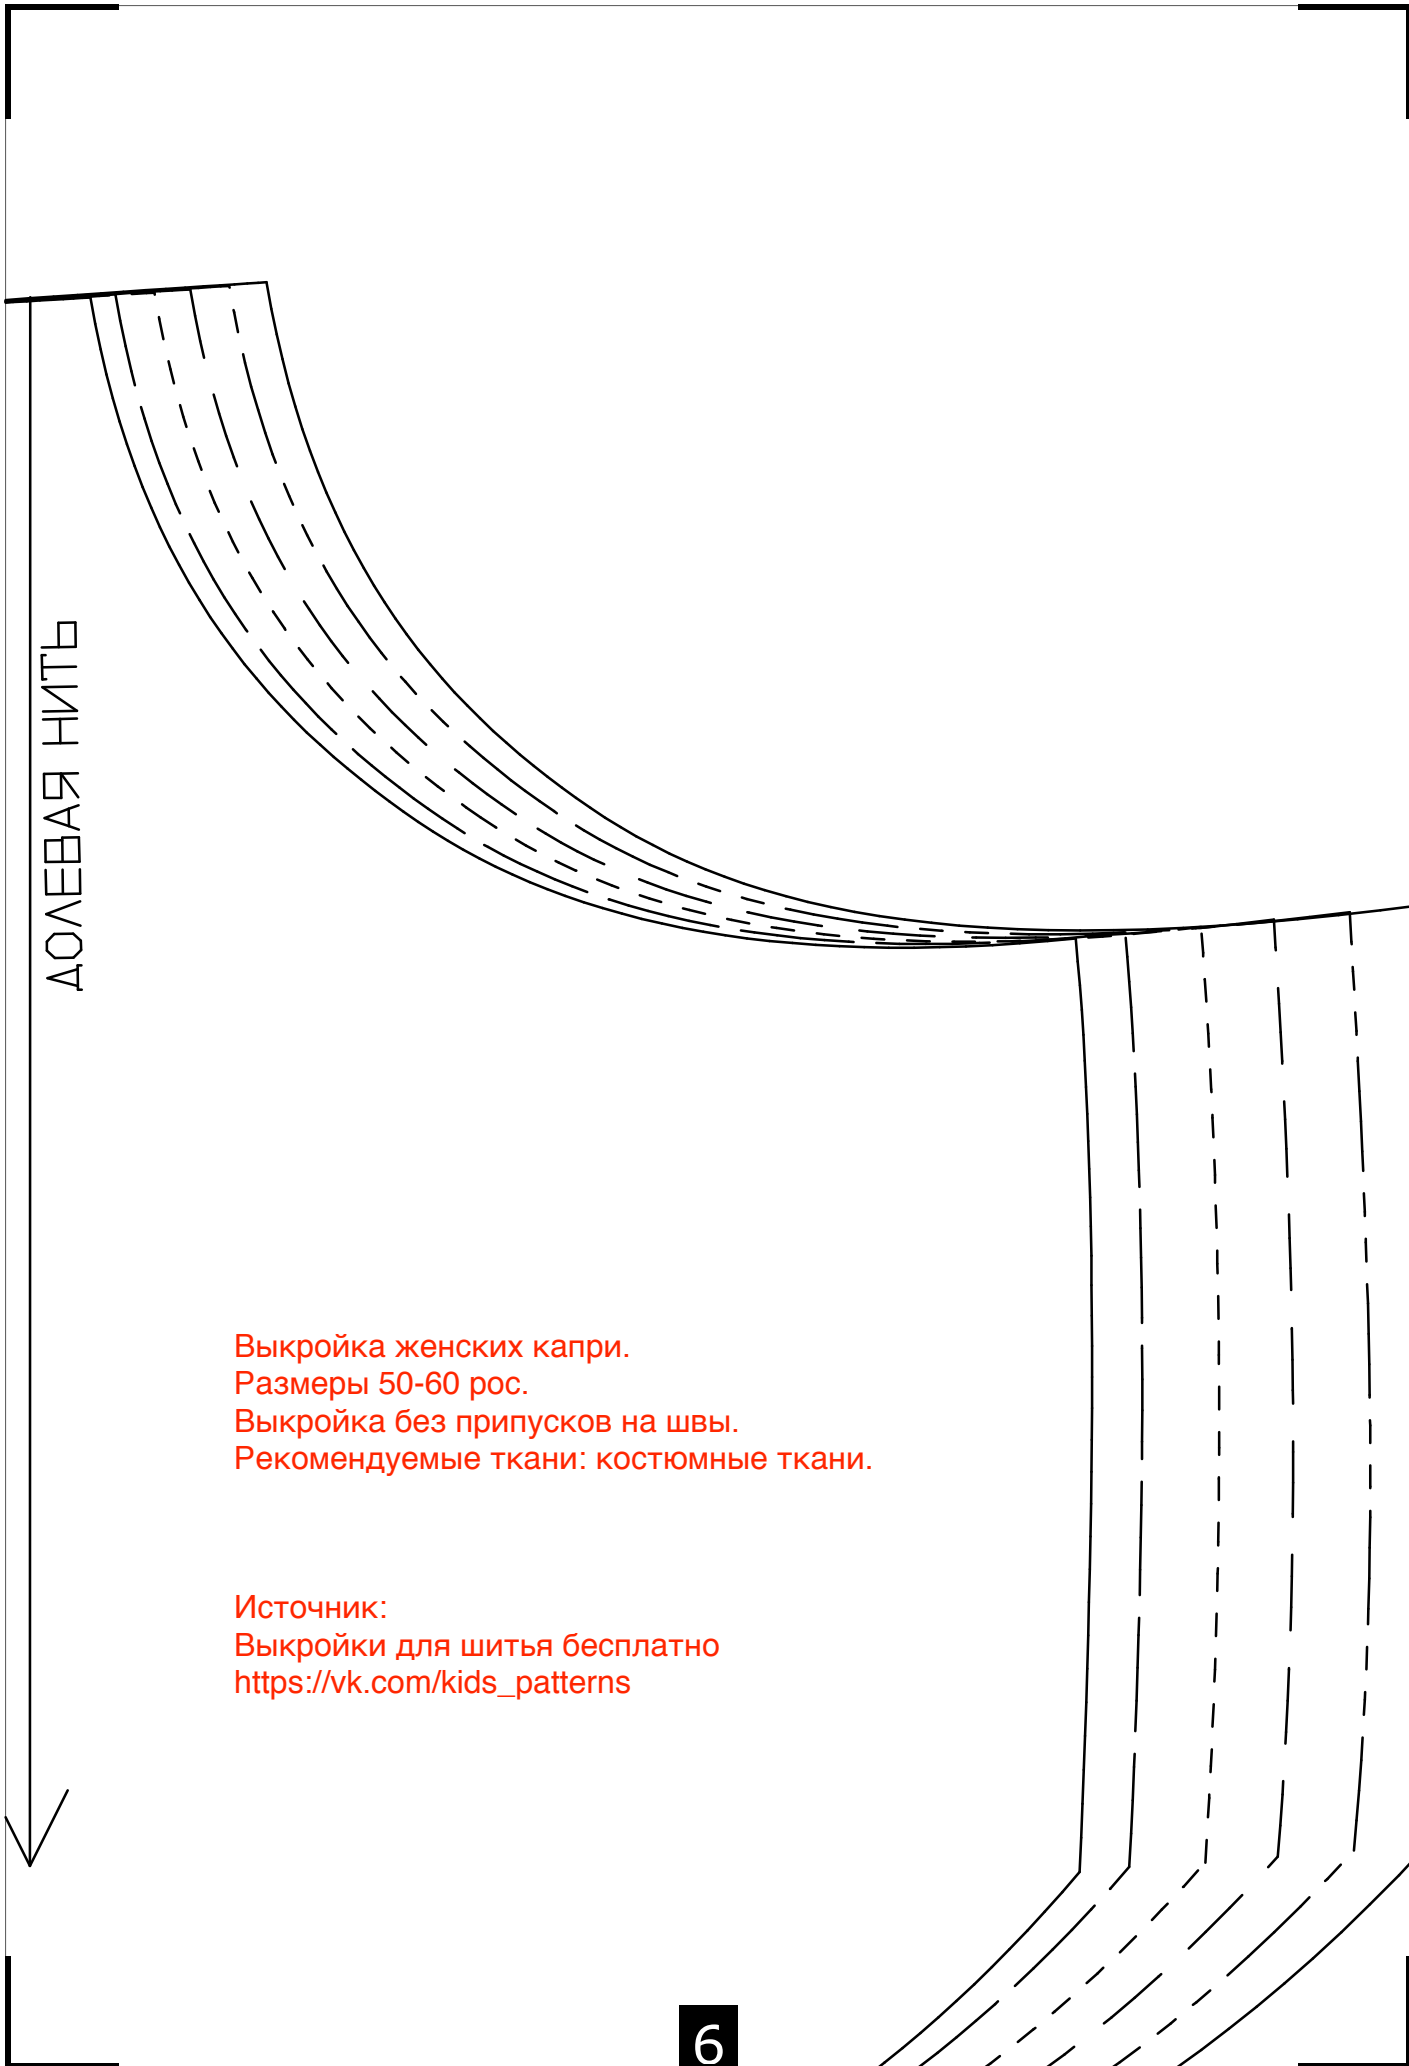 ДОЛЕВАЯ НИТЬ
Выкройка женских капри.
Размеры 50-60 рос.
Выкройка без припусков на швы.
Рекомендуемые ткани: костюмные ткани.
Источник:
Выкройки для шитья бесплатно
https://vk.com/kids_patterns
6